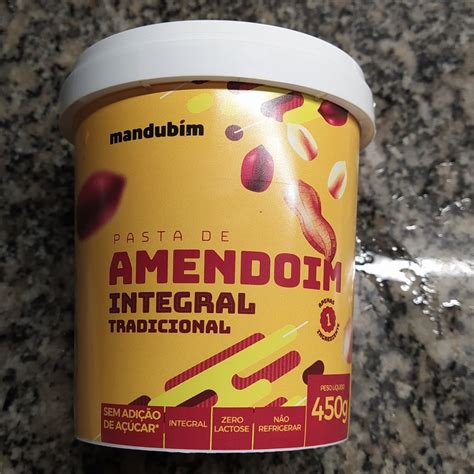 mandubim
PASTA DE
AMENDOIM
INTEGRAL
TRADICIONAL
APENAS
1
INGREDIENTE
PESO LÍQUIDO
450g
SEM ADIÇÃO
DE AÇÚCAR*
INTEGRAL
ZERO
LACTOSE
NÃO
REFRIGERAR